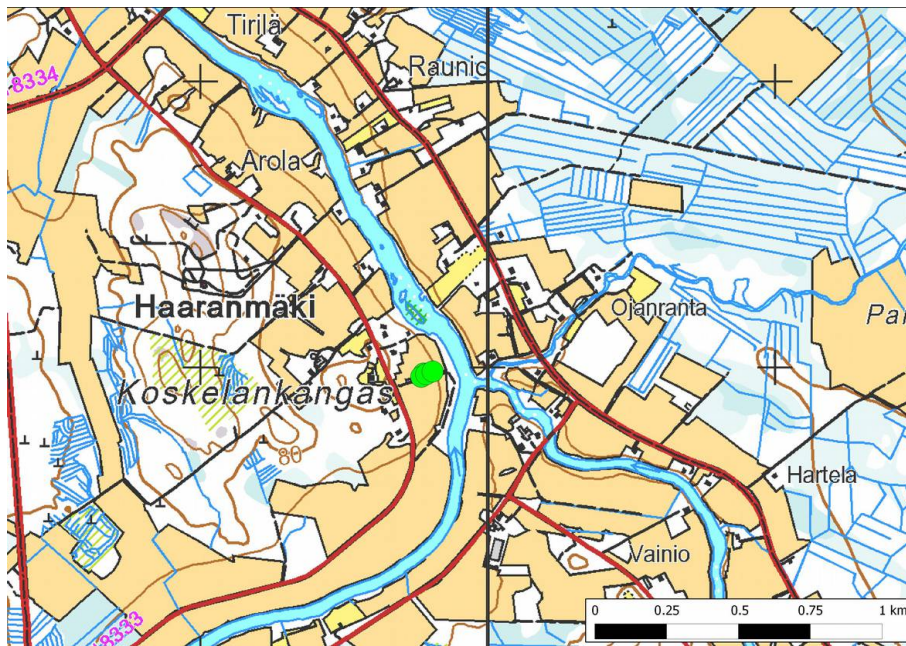 Tirilä
Raunio
8334
Arola
Haaranmäki
Ojanranta
Pal
Koskelankangas
80
Hartela
Vainio
8333
0 0.25 0.5 0.75 1 km